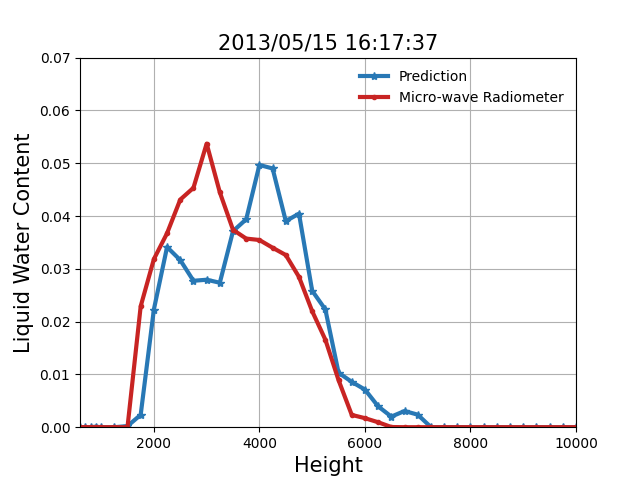 2013/05/15 16:17:37
0.07
0.06
0.05
0.04
0.03
0.02
0.01
0.00
Liquid Water Content
Prediction
Micro-wave Radiometer
2000 4000 6000 8000 10000
Height